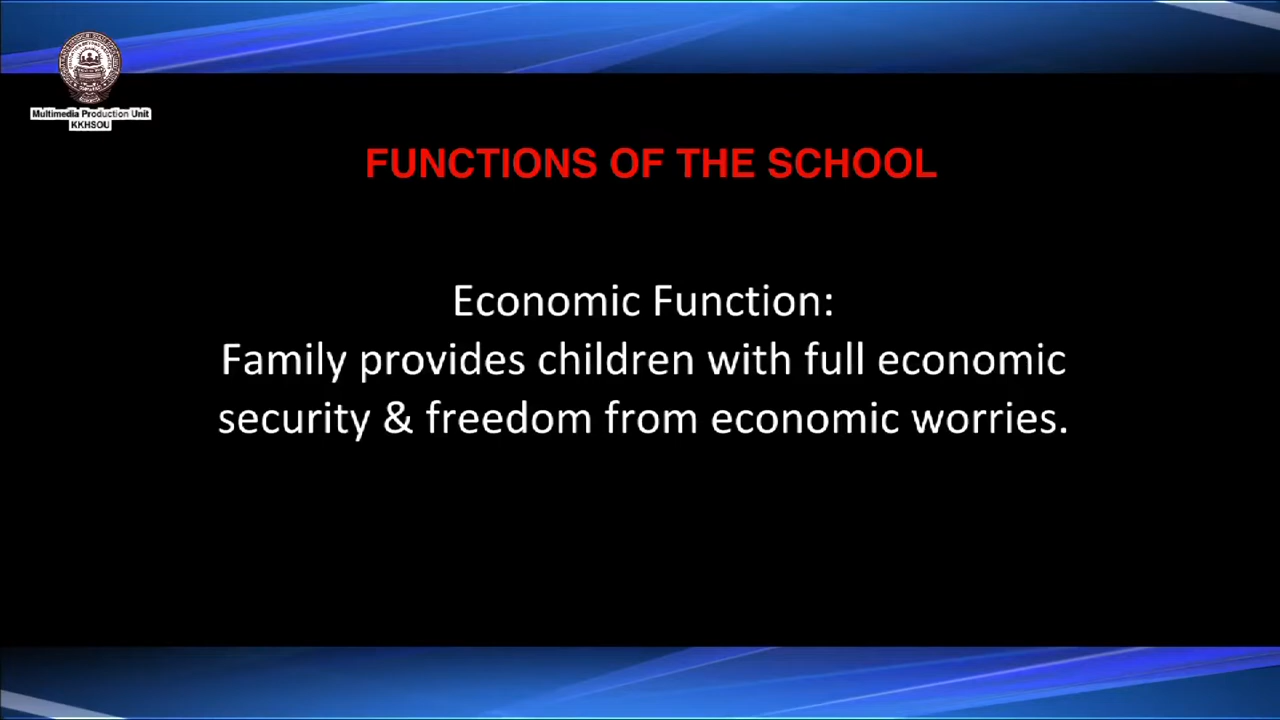 Multimedia Production Unit
KKHSOU
FUNCTIONS OF THE SCHOOL
Economic Function:
Family provides children with full economic
security & freedom from economic worries.